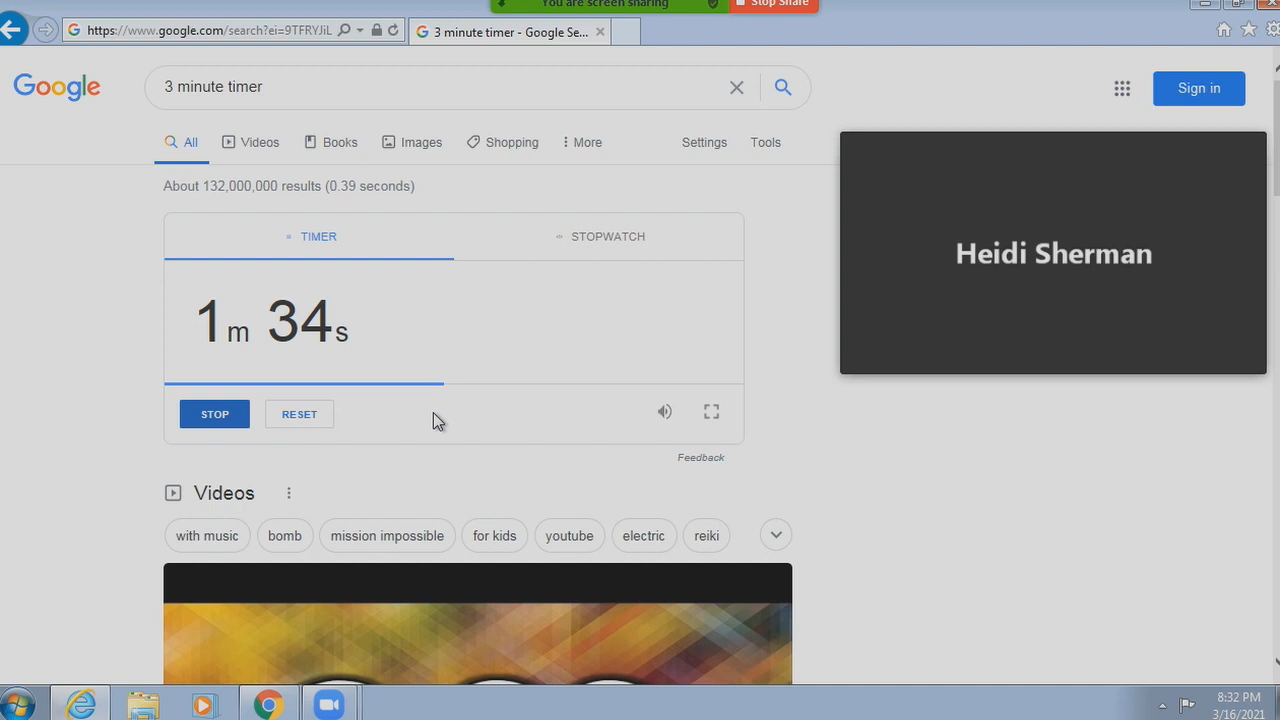 You are screen sharing
Stop Share
https://www.google.com/search?ei=9TFRYJiL
3 minute timer - Google Se...
Google
3 minute timer
Sign in
All
Videos
Books
Images
Shopping
More
Settings
Tools
About 132,000,000 results (0.39 seconds)
Heidi Sherman
TIMER
STOPWATCH
1m 34s
STOP
RESET
Feedback
Videos
with music
bomb
mission impossible
for kids
youtube
electric
reiki
8:32 PM
3/16/2021